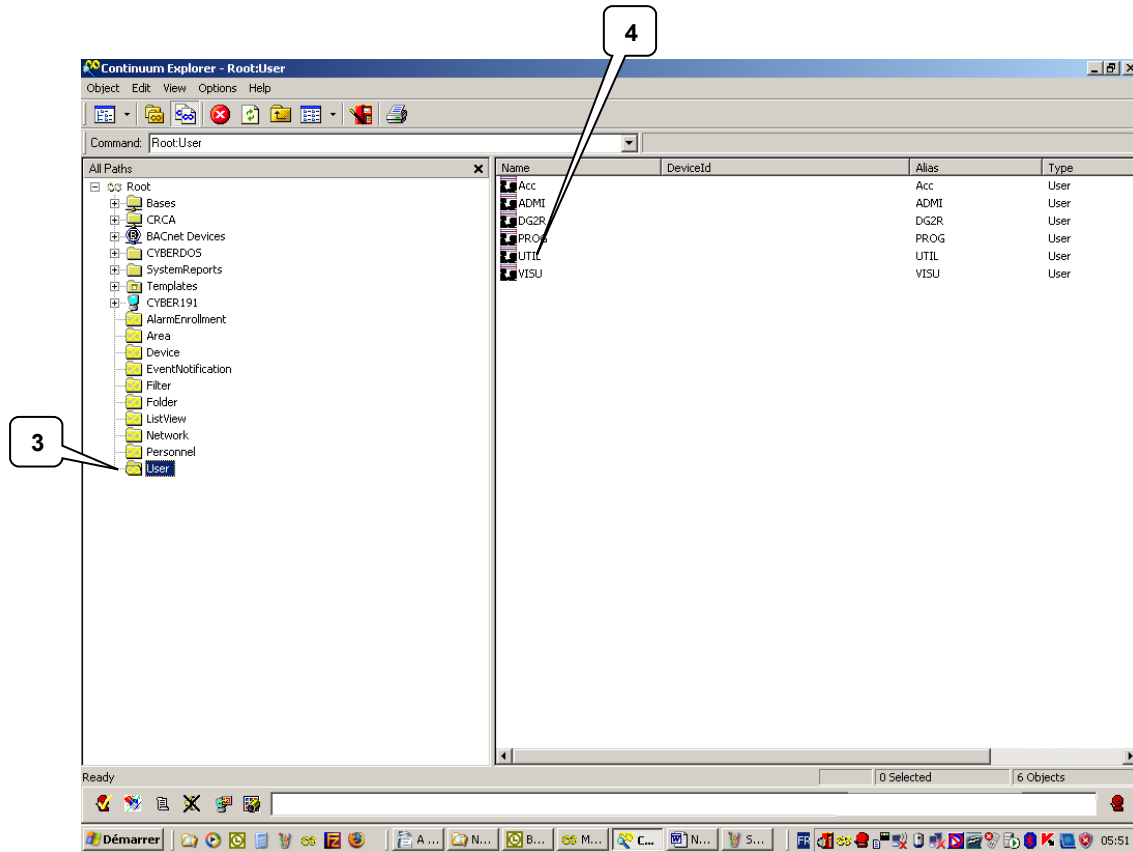 4
Continuum Explorer - Root:User
Object Edit View Options Help
Command: Root:User
All Paths
Root
Bases
CRCA
BACnet Devices
CYBERDOS
SystemReports
Templates
CYBER191
AlarmEnrollment
Area
Device
EventNotification
Filter
Folder
ListView
Network
Personnel
User
3
Name DeviceId Alias Type
Acc Acc User
ADMI ADMI User
DG2R DG2R User
PROG PROG User
UTIL UTIL User
VISU VISU User
Ready 0 Selected 6 Objects
Démarrer A ... N... B... M... C... N... S... FR 05:51